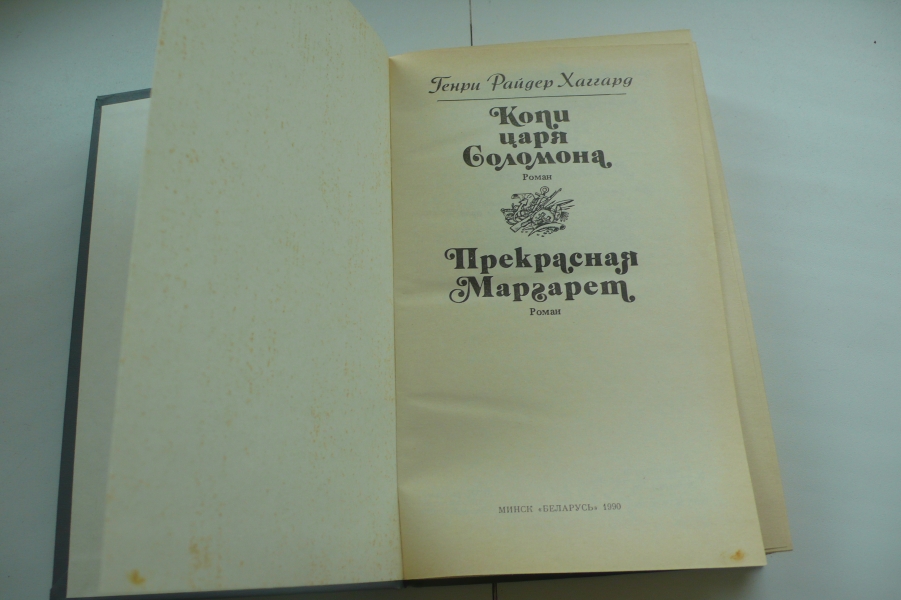 Генри Райдер Хаггард
Копи
царя
Соломона
Роман
Прекрасная
Маргарет
Роман
МИНСК «БЕЛАРУСЬ» 1990